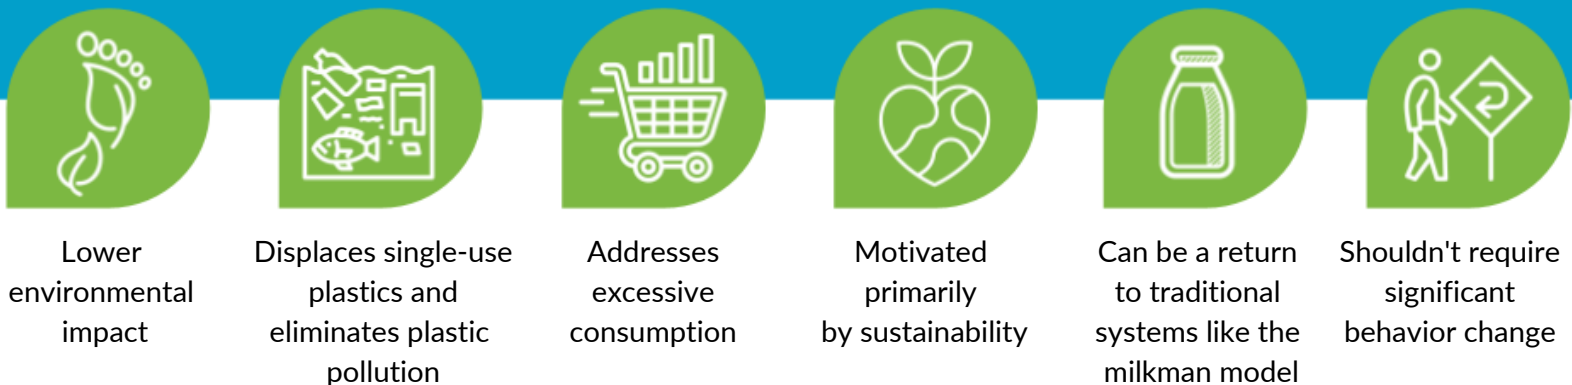 Lower
environmental
impact
Displaces single-use
plastics and
eliminates plastic
pollution
Addresses
excessive
consumption
Motivated
primarily
by sustainability
Can be a return
to traditional
systems like the
milkman model
Shouldn't require
significant
behavior change